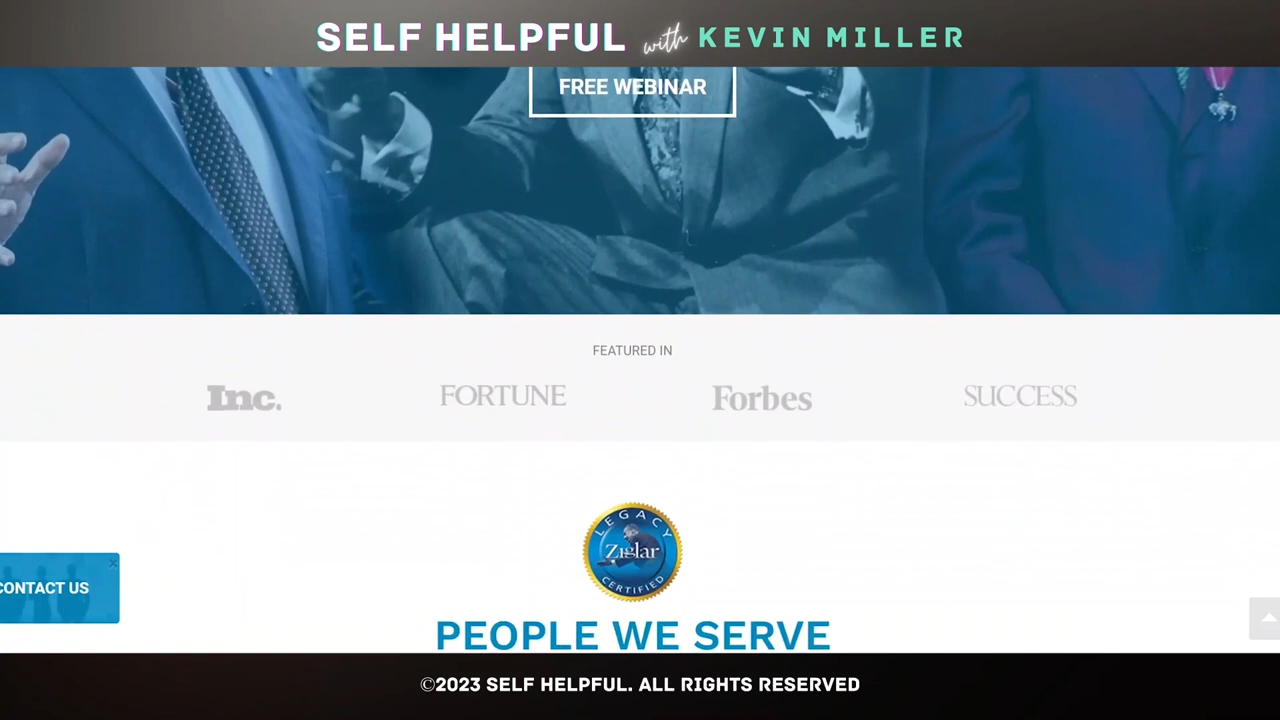 SELF HELPFUL with KEVIN MILLER
FREE WEBINAR
FEATURED IN
Inc. FORTUNE Forbes SUCCESS
LEGACY
Ziglar
CERTIFIED
CONTACT US
PEOPLE WE SERVE
©2023 SELF HELPFUL. ALL RIGHTS RESERVED